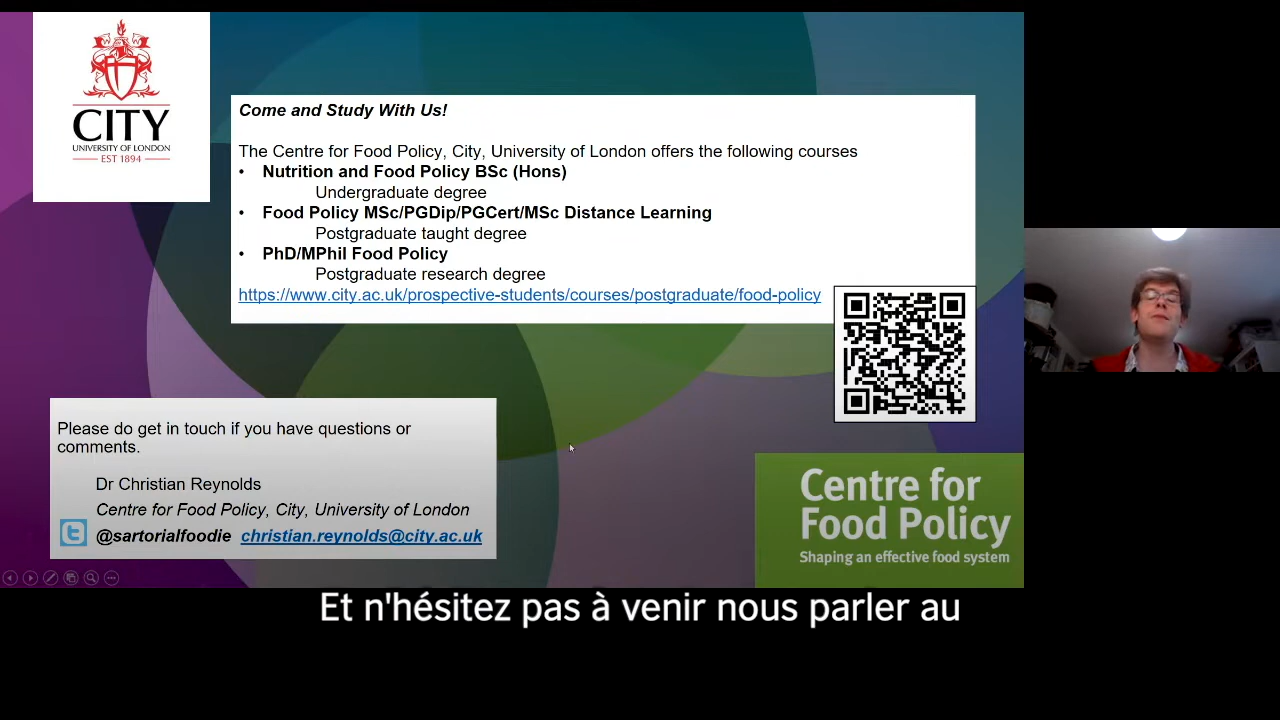 CITY
UNIVERSITY OF LONDON
EST 1894
Come and Study With Us!
The Centre for Food Policy, City, University of London offers the following courses
• Nutrition and Food Policy BSc (Hons)
Undergraduate degree
• Food Policy MSc/PGDip/PGCert/MSc Distance Learning
Postgraduate taught degree
• PhD/MPhil Food Policy
Postgraduate research degree
https://www.city.ac.uk/prospective-students/courses/postgraduate/food-policy
Please do get in touch if you have questions or
comments.
Dr Christian Reynolds
Centre for Food Policy, City, University of London
@sartorialfoodie christian.reynolds@city.ac.uk
Centre for
Food Policy
Shaping an effective food system
Et n'hésitez pas à venir nous parler au